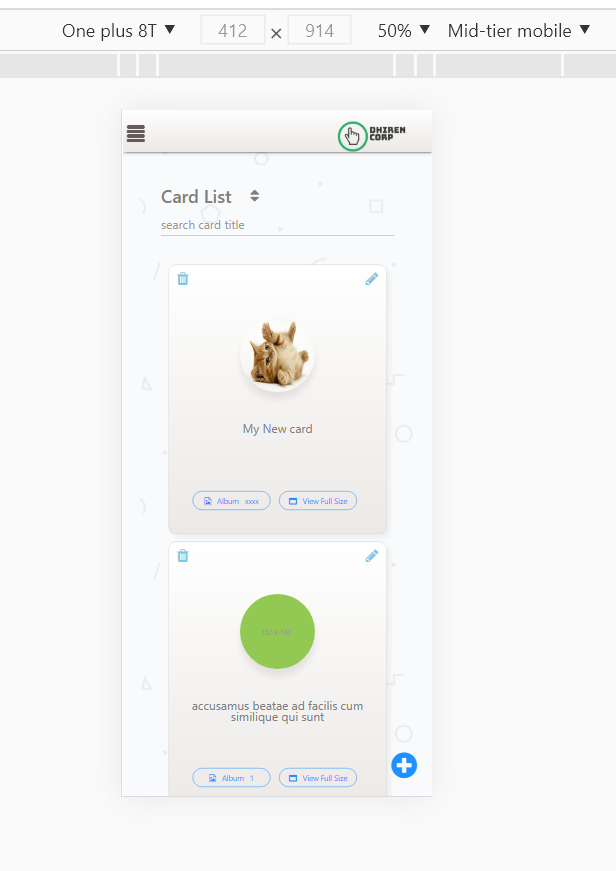 One plus 8T ▼ 412 × 914 50% ▼ Mid-tier mobile ▼
DHIREN
CORP
Card List
search card title
My New card
Album xxxx View Full Size
150 x 150
accusamus beatae ad facilis cum
similique qui sunt
Album 1 View Full Size